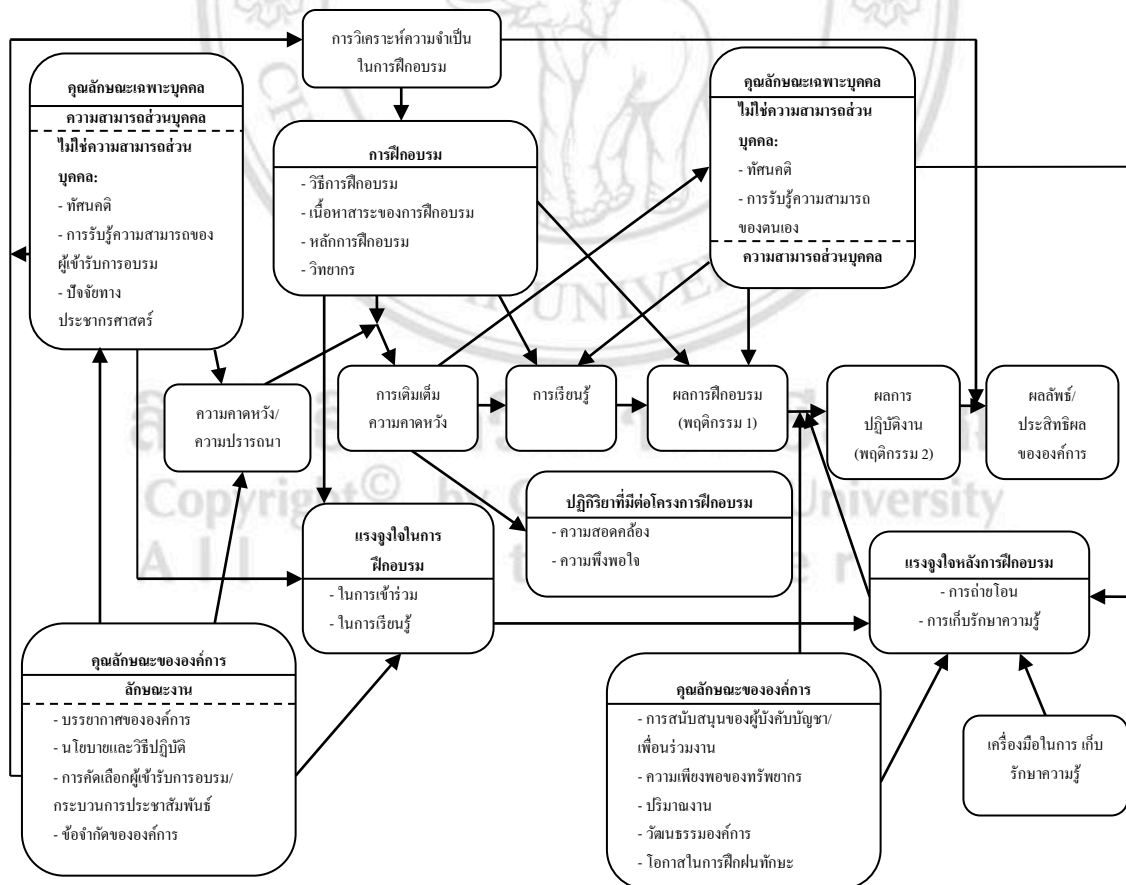 การวิเคราะห์ความจำเป็น
ในการฝึกอบรม
คุณลักษณะเฉพาะบุคคล
ความสามารถส่วนบุคคล
ไม่ใช่ความสามารถส่วน
บุคคล:
- ทัศนคติ
- การรับรู้ความสามารถของ
ผู้เข้ารับการอบรม
- ปัจจัยทาง
ประชากรศาสตร์
การฝึกอบรม
- วิธีการฝึกอบรม
- เนื้อหาสาระของการฝึกอบรม
- หลักการฝึกอบรม
- วิทยากร
คุณลักษณะเฉพาะบุคคล
ไม่ใช่ความสามารถส่วน
บุคคล:
- ทัศนคติ
- การรับรู้ความสามารถ
ของตนเอง
ความสามารถส่วนบุคคล
UNIVE
ความคาดหวัง/
ความปรารถนา
การเติมเต็ม
ความคาดหวัง
การเรียนรู้
ผลการฝึกอบรม
(พฤติกรรม 1)
ผลการ
ปฏิบัติงาน
(พฤติกรรม 2)
ผลลัพธ์/
ประสิทธิผล
ขององค์การ
Copyright© by C University
All
แรงจูงใจในการ
ฝึกอบรม
- ในการเข้าร่วม
- ในการเรียนรู้
ปฏิกิริยาที่มีต่อโครงการฝึกอบรม
- ความสอดคล้อง
- ความพึงพอใจ
แรงจูงใจหลังการฝึกอบรม
- การถ่ายโอน
- การเก็บรักษาความรู้
คุณลักษณะขององค์การ
ลักษณะงาน
- บรรยากาศขององค์การ
- นโยบายและวิธีปฏิบัติ
- การคัดเลือกผู้เข้ารับการอบรม/
กระบวนการประชาสัมพันธ์
- ข้อจำกัดขององค์การ
คุณลักษณะขององค์การ
- การสนับสนุนของผู้บังคับบัญชา/
เพื่อนร่วมงาน
- ความเพียงพอของทรัพยากร
- ปริมาณงาน
- วัฒนธรรมองค์การ
- โอกาสในการฝึกฝนทักษะ
เครื่องมือในการ เก็บ
รักษาความรู้